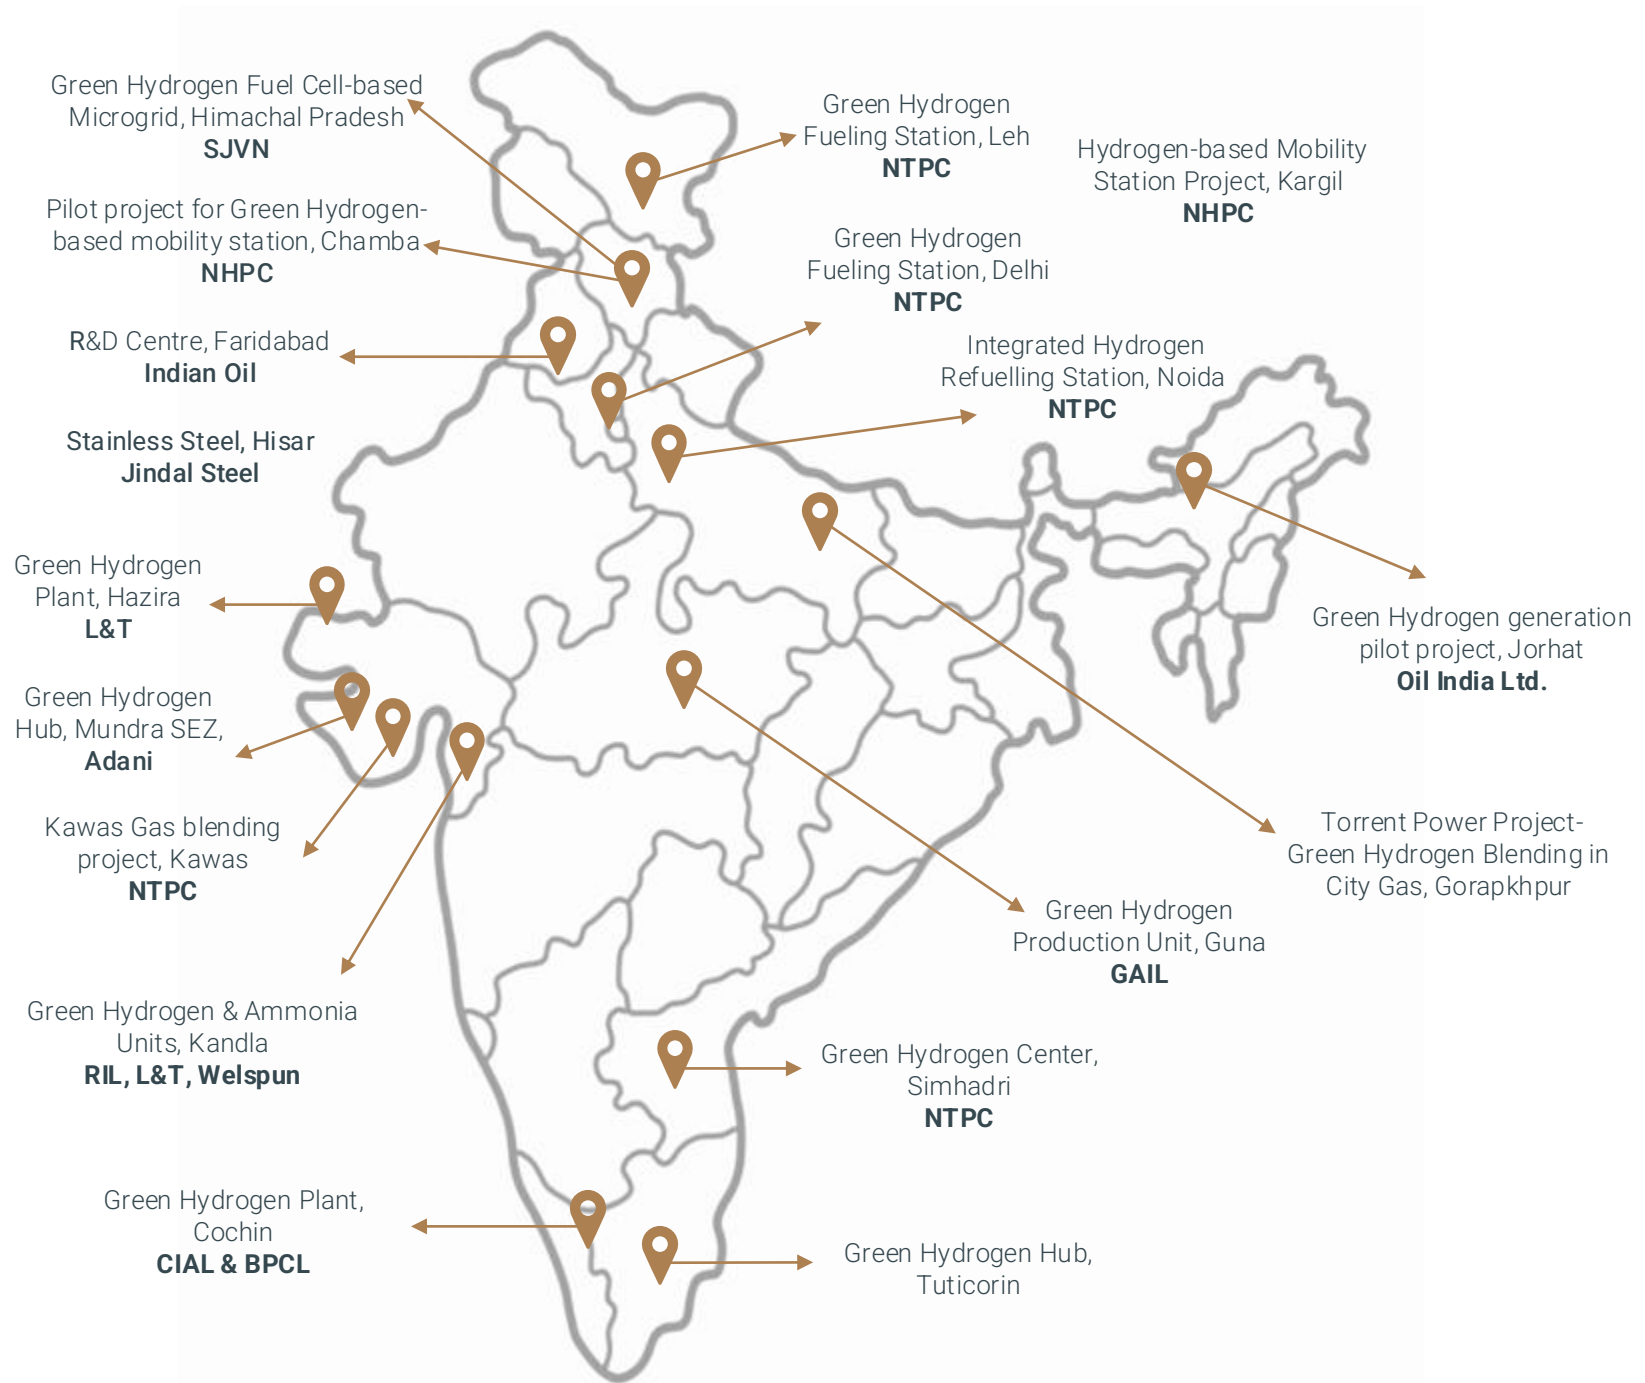 Green Hydrogen Fuel Cell-based
Microgrid, Himachal Pradesh
SJVN
Pilot project for Green Hydrogen-
based mobility station, Chamba
NHPC
R&D Centre, Faridabad
Indian Oil
Stainless Steel, Hisar
Jindal Steel
Green Hydrogen
Plant, Hazira
L&T
Green Hydrogen
Hub, Mundra SEZ,
Adani
Kawas Gas blending
project, Kawas
NTPC
Green Hydrogen & Ammonia
Units, Kandla
RIL, L&T, Welspun
Green Hydrogen Plant,
Cochin
CIAL & BPCL
Green Hydrogen
Fueling Station, Leh
NTPC
Hydrogen-based Mobility
Station Project, Kargil
NHPC
Green Hydrogen
Fueling Station, Delhi
NTPC
Integrated Hydrogen
Refuelling Station, Noida
NTPC
Green Hydrogen generation
pilot project, Jorhat
Oil India Ltd.
Torrent Power Project-
Green Hydrogen Blending in
City Gas, Gorapkhpur
Green Hydrogen
Production Unit, Guna
GAIL
Green Hydrogen Center,
Simhadri
NTPC
Green Hydrogen Hub,
Tuticorin